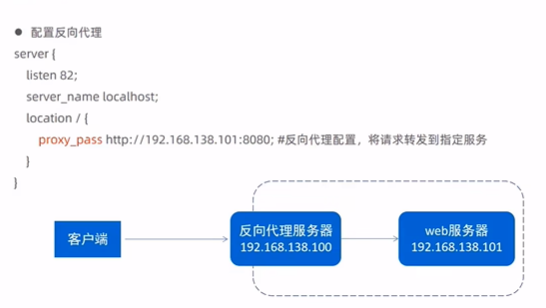 ● 配置反向代理
server {
listen 82;
server_name localhost;
location / {
proxy_pass http://192.168.138.101:8080; #反向代理配置，将请求转发到指定服务
}
}
客户端
反向代理服务器
192.168.138.100
web服务器
192.168.138.101